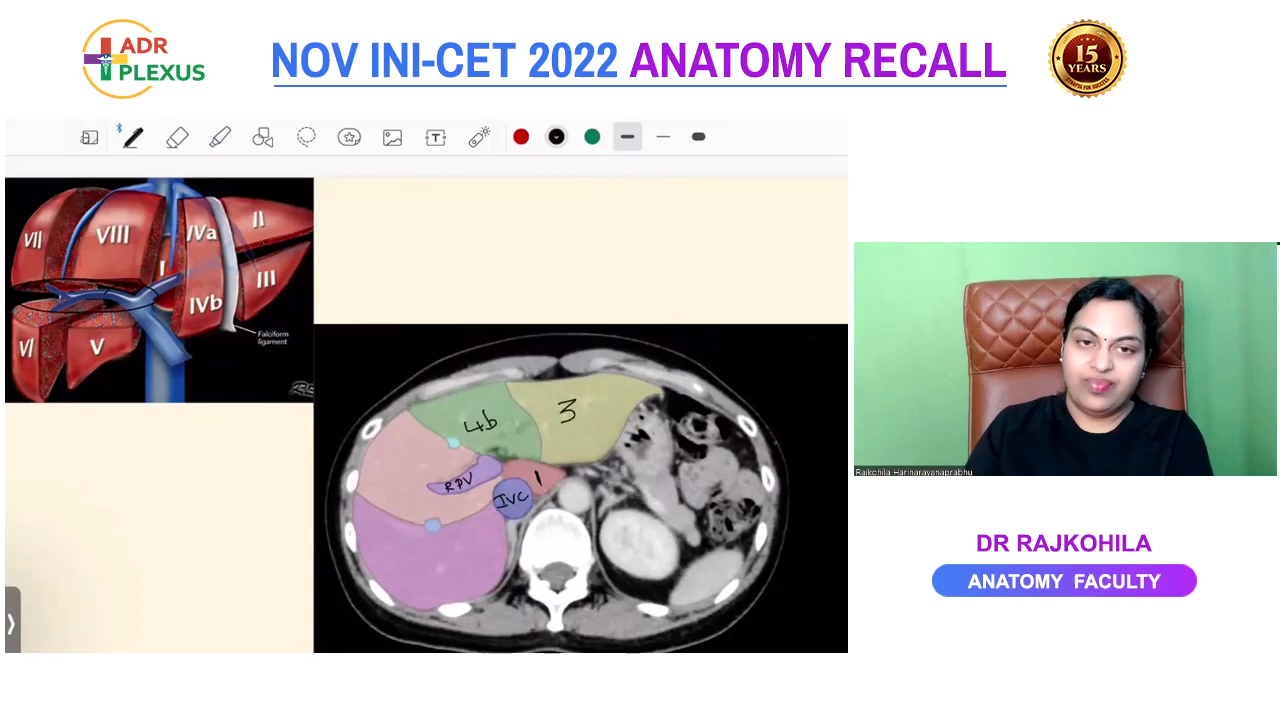 ADR
PLEXUS
NOV INI-CET 2022 ANATOMY RECALL
15
YEARS
T
VII
VIII
IVa
II
I
III
IVb
VI
V
Falciform
ligament
4b
3
RPV
1
IVC
Rajkohila Harinarayanaprabhu
DR RAJKOHILA
ANATOMY FACULTY